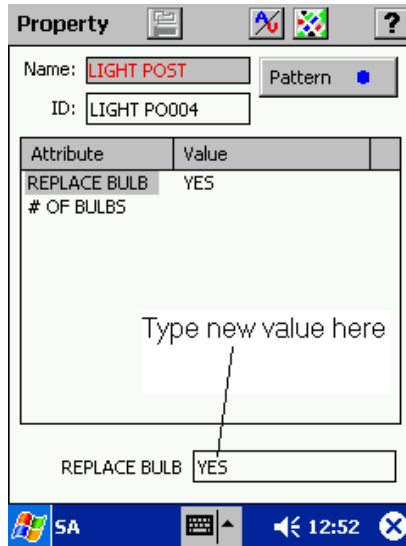 Property A/U ?
Name: LIGHT POST Pattern
ID: LIGHT PO004
Attribute Value
REPLACE BULB YES
# OF BULBS
Type new value here
REPLACE BULB YES
SA 12:52